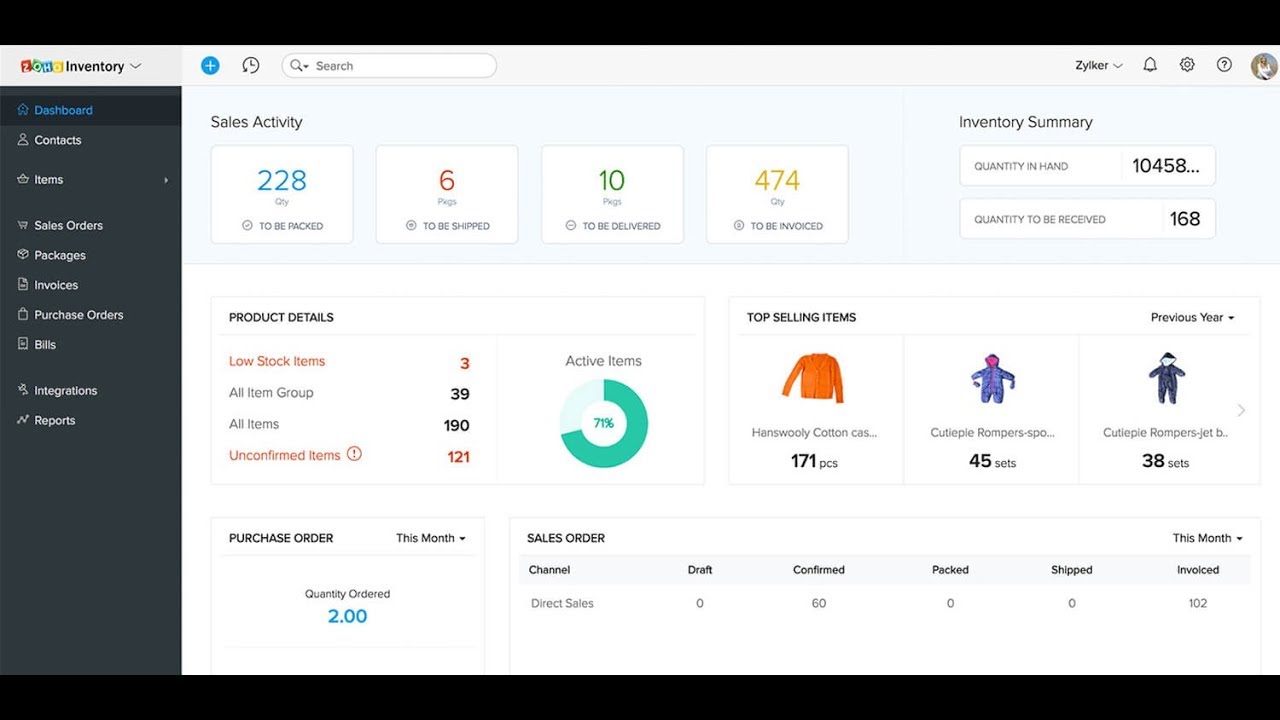 ZOHO Inventory
Search
Zylker
Dashboard
Contacts
Items
Sales Orders
Packages
Invoices
Purchase Orders
Bills
Integrations
Reports
Sales Activity
228
Qty
TO BE PACKED
6
Pkgs
TO BE SHIPPED
10
Pkgs
TO BE DELIVERED
474
Qty
TO BE INVOICED
Inventory Summary
QUANTITY IN HAND 10458...
QUANTITY TO BE RECEIVED 168
PRODUCT DETAILS
Low Stock Items 3
All Item Group 39
All Items 190
Unconfirmed Items 121
Active Items
71%
TOP SELLING ITEMS Previous Year
Hanswooly Cotton cas...
171 pcs
Cutiepie Rompers-spo...
45 sets
Cutiepie Rompers-jet b..
38 sets
PURCHASE ORDER This Month
Quantity Ordered
2.00
SALES ORDER This Month
Channel Draft Confirmed Packed Shipped Invoiced
Direct Sales 0 60 0 0 102